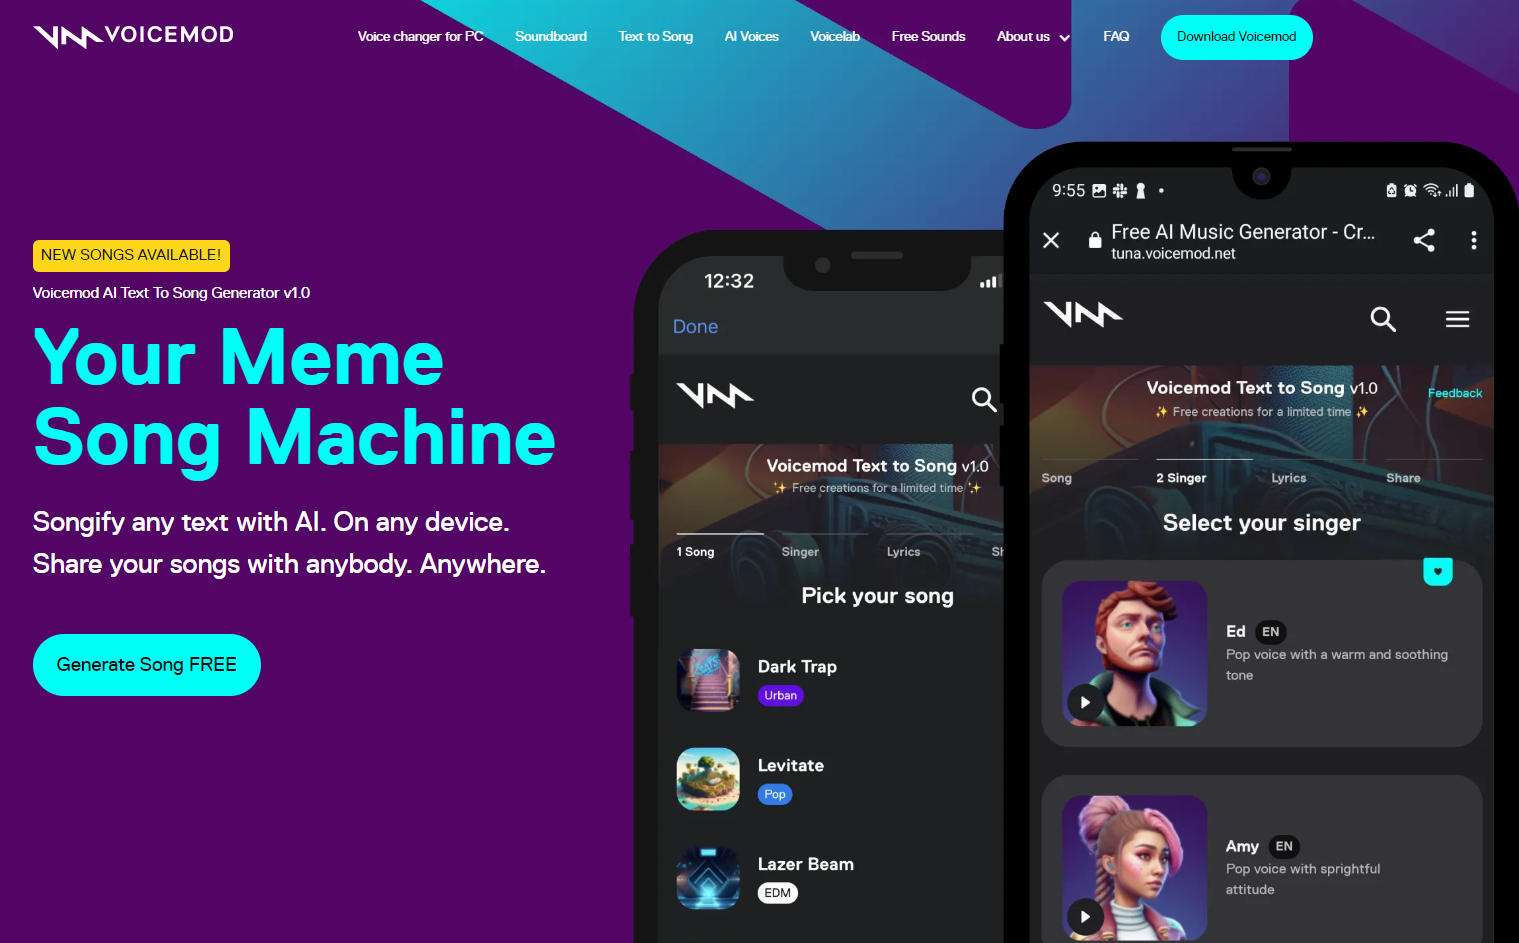 VOICEMOD
Voice changer for PC
Soundboard
Text to Song
AI Voices
Voicelab
Free Sounds
About us
FAQ
Download Voicemod
NEW SONGS AVAILABLE!
Voicemod AI Text To Song Generator v1.0
Your Meme
Song Machine
Songify any text with AI. On any device.
Share your songs with anybody. Anywhere.
Generate Song FREE
12:32
Done
Voicemod Text to Song v1.0
✨ Free creations for a limited time ✨
1 Song
Singer
Lyrics
Sh
Pick your song
Dark Trap
Urban
Levitate
Pop
Lazer Beam
EDM
9:55
Free AI Music Generator - Cr...
tuna.voicemod.net
Voicemod Text to Song v1.0
Feedback
✨ Free creations for a limited time ✨
Song
2 Singer
Lyrics
Share
Select your singer
Ed EN
Pop voice with a warm and soothing
tone
Amy EN
Pop voice with sprightful
attitude